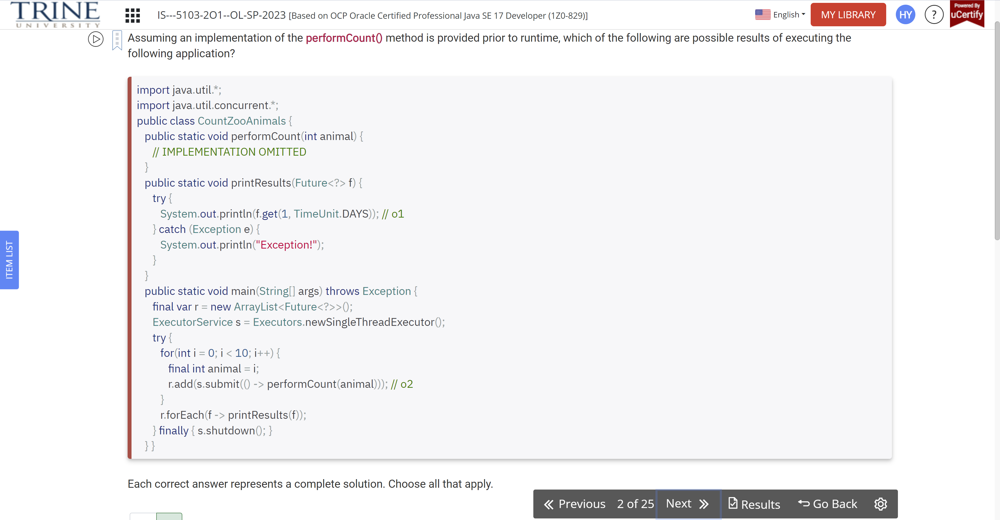 TRINE
UNIVERSITY
IS---5103-2O1--OL-SP-2023 [Based on OCP Oracle Certified Professional Java SE 17 Developer (1Z0-829)]
English
MY LIBRARY
HY
?
Powered By
uCertify
Assuming an implementation of the performCount() method is provided prior to runtime, which of the following are possible results of executing the
following application?
import java.util.*;
import java.util.concurrent.*;
public class CountZooAnimals {
public static void performCount(int animal) {
// IMPLEMENTATION OMITTED
}
public static void printResults(Future<?> f) {
try {
System.out.println(f.get(1, TimeUnit.DAYS)); // o1
} catch (Exception e) {
System.out.println("Exception!");
}
}
public static void main(String[] args) throws Exception {
final var r = new ArrayList<Future<?>>();
ExecutorService s = Executors.newSingleThreadExecutor();
try {
for(int i = 0; i < 10; i++) {
final int animal = i;
r.add(s.submit(() -> performCount(animal))); // o2
}
r.forEach(f -> printResults(f));
} finally { s.shutdown(); }
} }
ITEM LIST
Each correct answer represents a complete solution. Choose all that apply.
Previous 2 of 25 Next Results Go Back